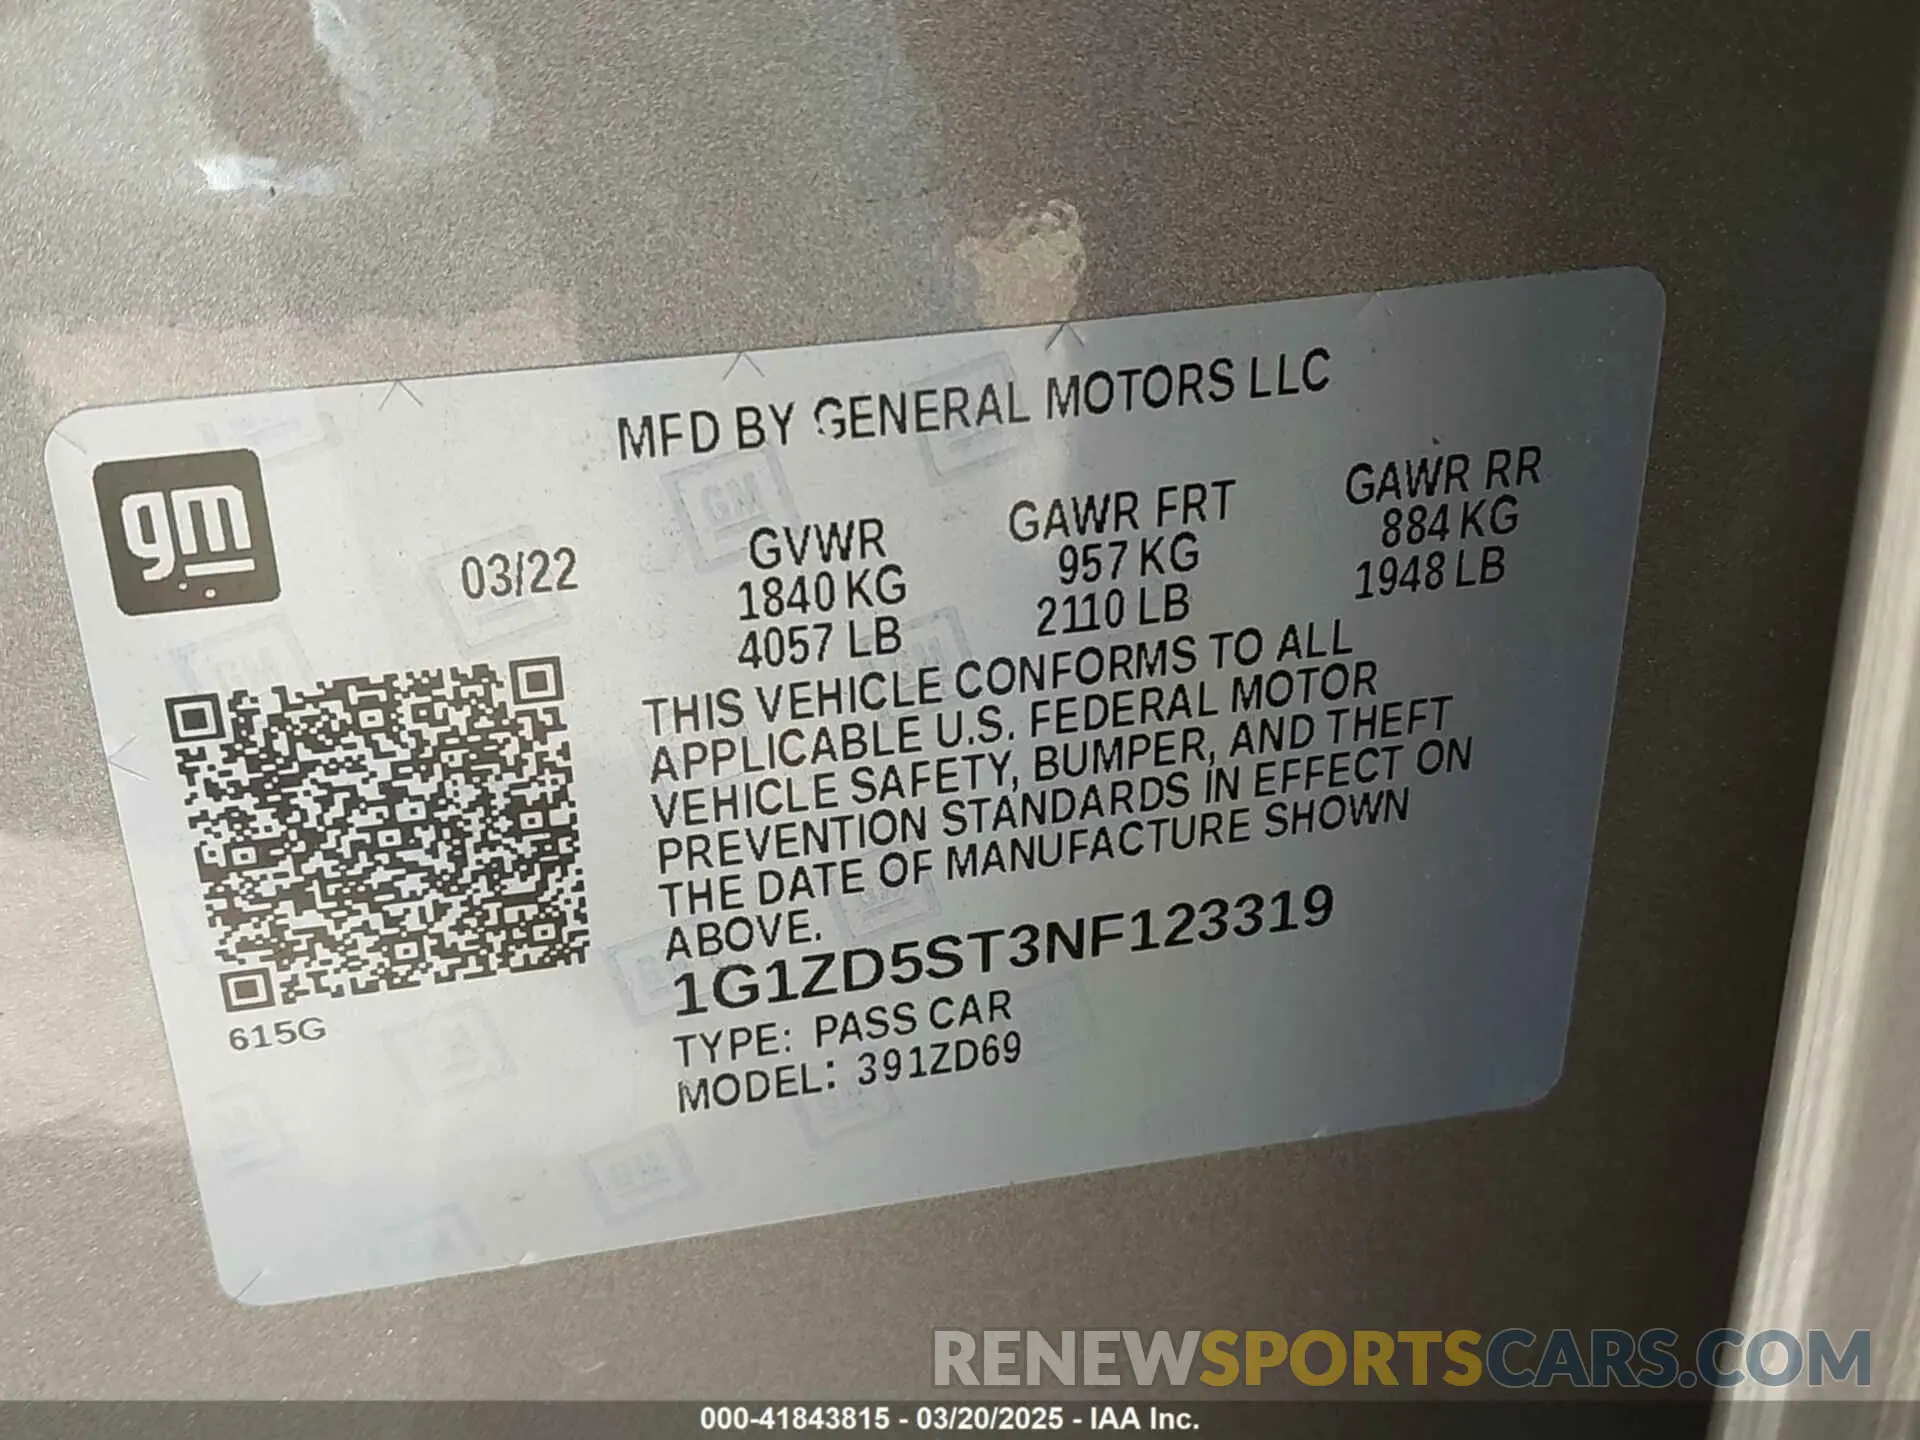 MFD BY GENERAL MOTORS LLC
gm
03/22
GVWR
1840 KG
4057 LB
GAWR FRT
957 KG
2110 LB
GAWR RR
884 KG
1948 LB
THIS VEHICLE CONFORMS TO ALL
APPLICABLE U.S. FEDERAL MOTOR
VEHICLE SAFETY, BUMPER, AND THEFT
PREVENTION STANDARDS IN EFFECT ON
THE DATE OF MANUFACTURE SHOWN
ABOVE.
1G1ZD5ST3NF123319
615G
TYPE: PASS CAR
MODEL: 391ZD69
RENEWSPORTSCARS.COM
000-41843815 - 03/20/2025 - IAA Inc.